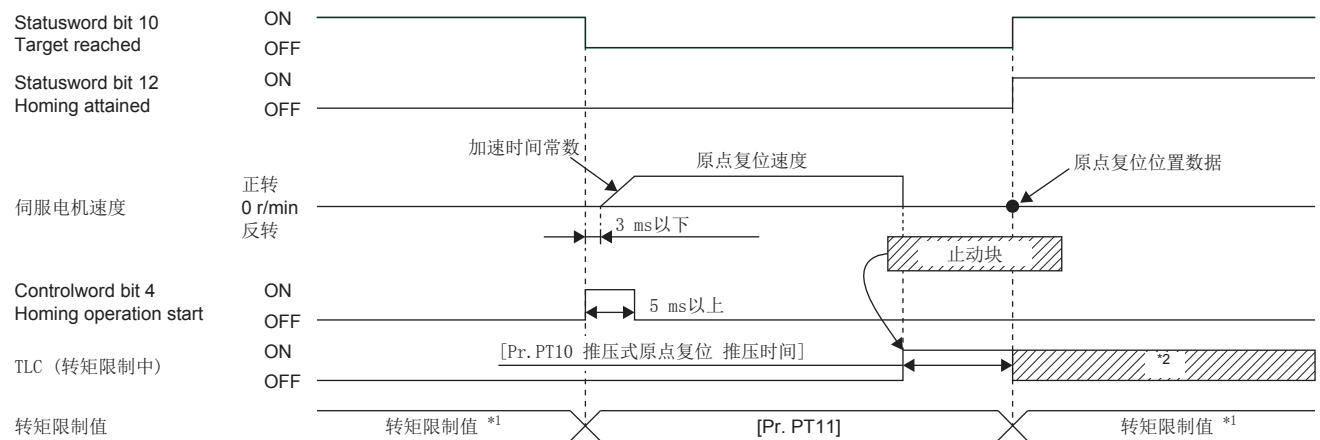 Statusword bit 10
Target reached
ON
OFF
Statusword bit 12
Homing attained
ON
OFF
加速时间常数
原点复位速度
原点复位位置数据
伺服电机速度
正转
0 r/min
反转
3 ms以下
止动块
Controlword bit 4
Homing operation start
ON
OFF
5 ms以上
TLC (转矩限制中)
ON
OFF
[Pr.PT10 推压式原点复位 推压时间]
*2
转矩限制值
转矩限制值 *1
[Pr. PT11]
转矩限制值 *1